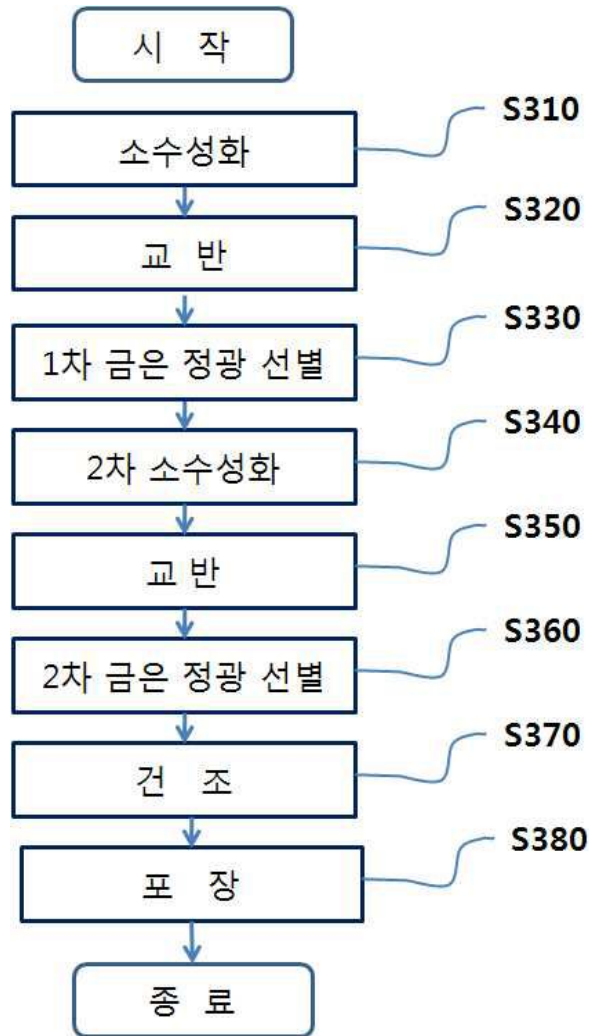 시 작
소수성화 S310
교 반 S320
1차 금은 정광 선별 S330
2차 소수성화 S340
교 반 S350
2차 금은 정광 선별 S360
건 조 S370
포 장 S380
종 료